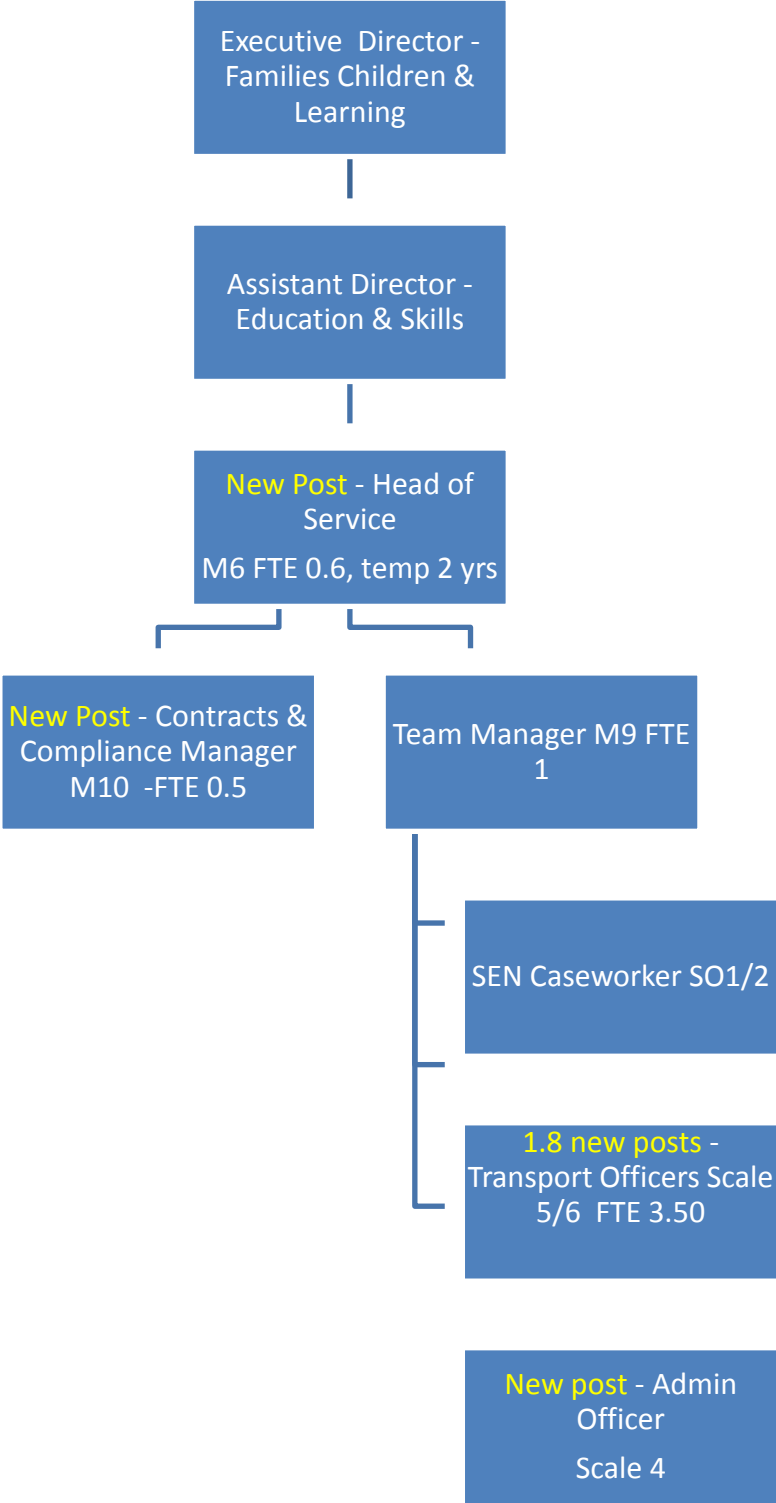 Executive  Director -
Families Children &
Learning
Assistant Director -
Education & Skills
New Post - Head of
Service
M6 FTE 0.6, temp 2 yrs
New Post - Contracts &
Compliance Manager
M10  -FTE 0.5
Team Manager M9 FTE
1
SEN Caseworker SO1/2
1.8 new posts -
Transport Officers Scale
5/6  FTE 3.50
New post - Admin
Officer
Scale 4